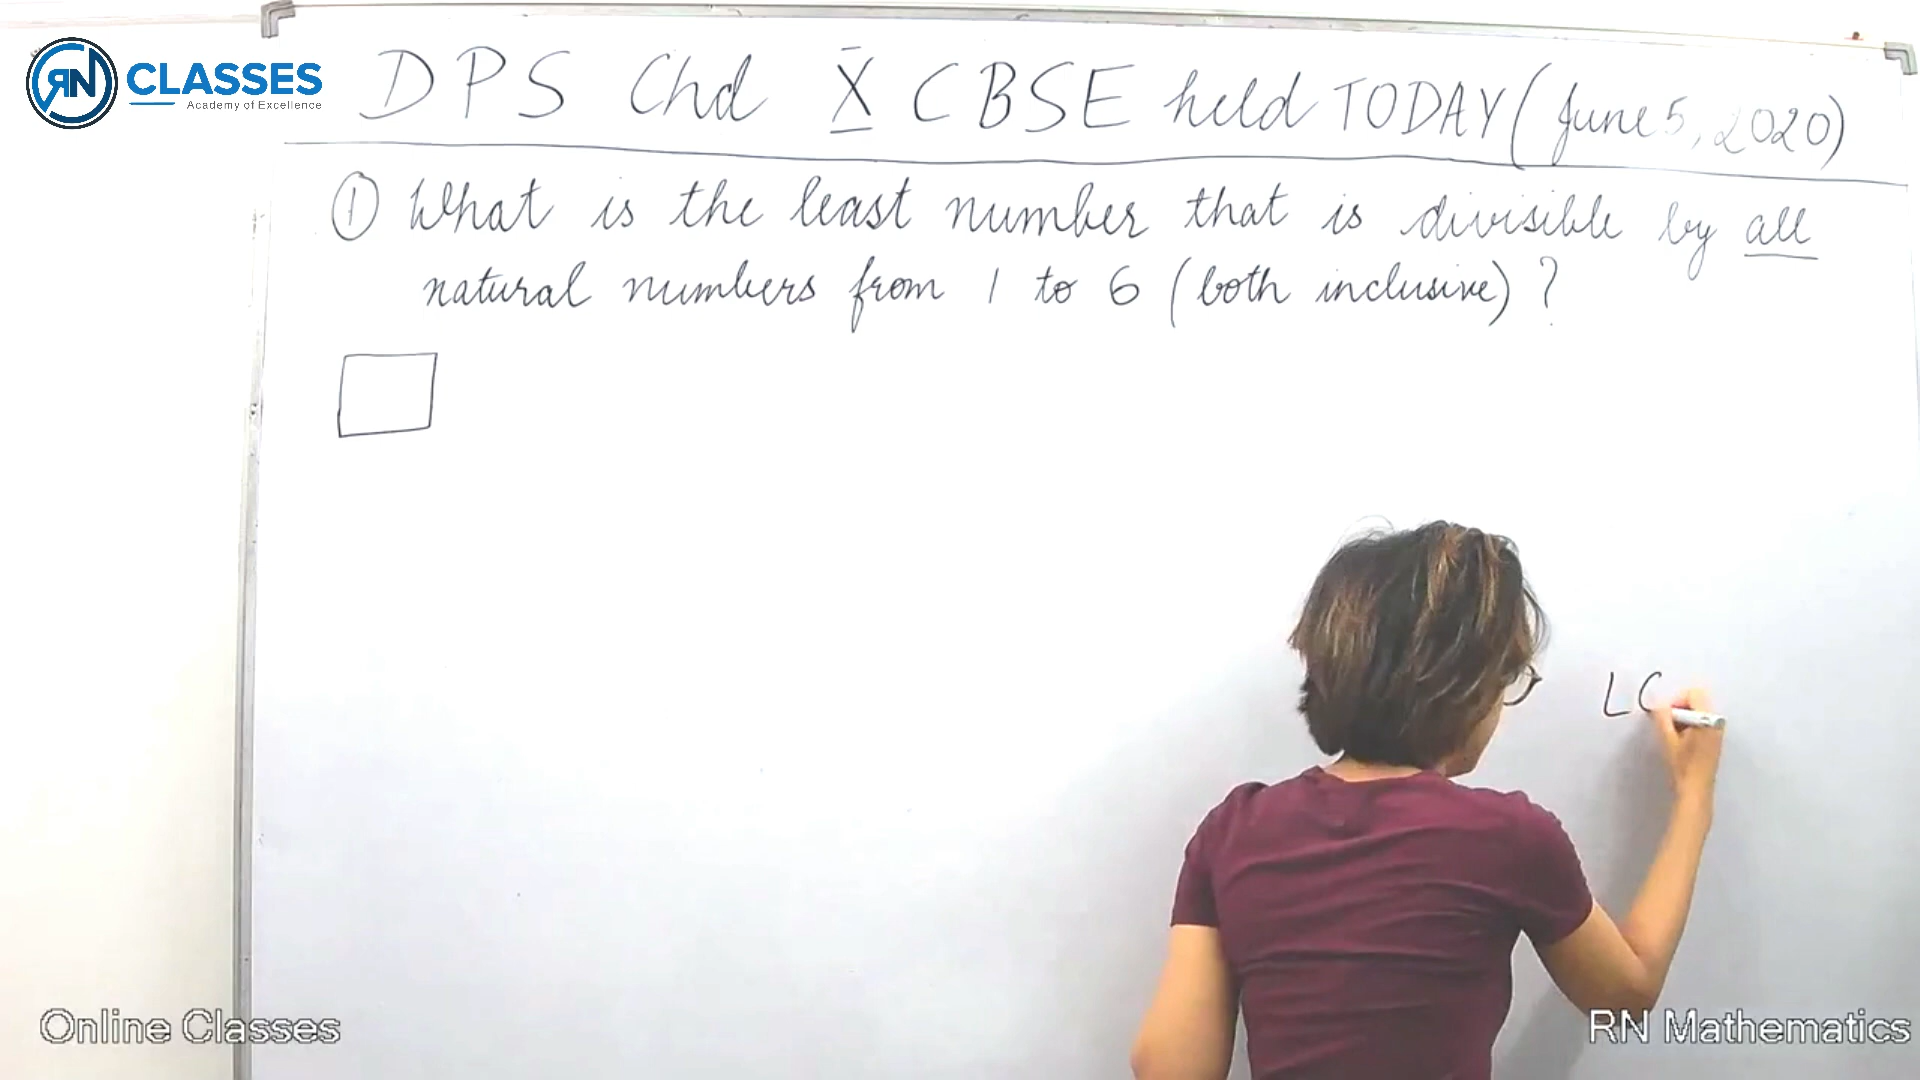 RN CLASSES
Academy of Excellence
DPS Chd X CBSE held TODAY (June 5, 2020)
① What is the least number that is divisible by all
natural numbers from 1 to 6 (both inclusive) ?
LC
Online Classes
RN Mathematics